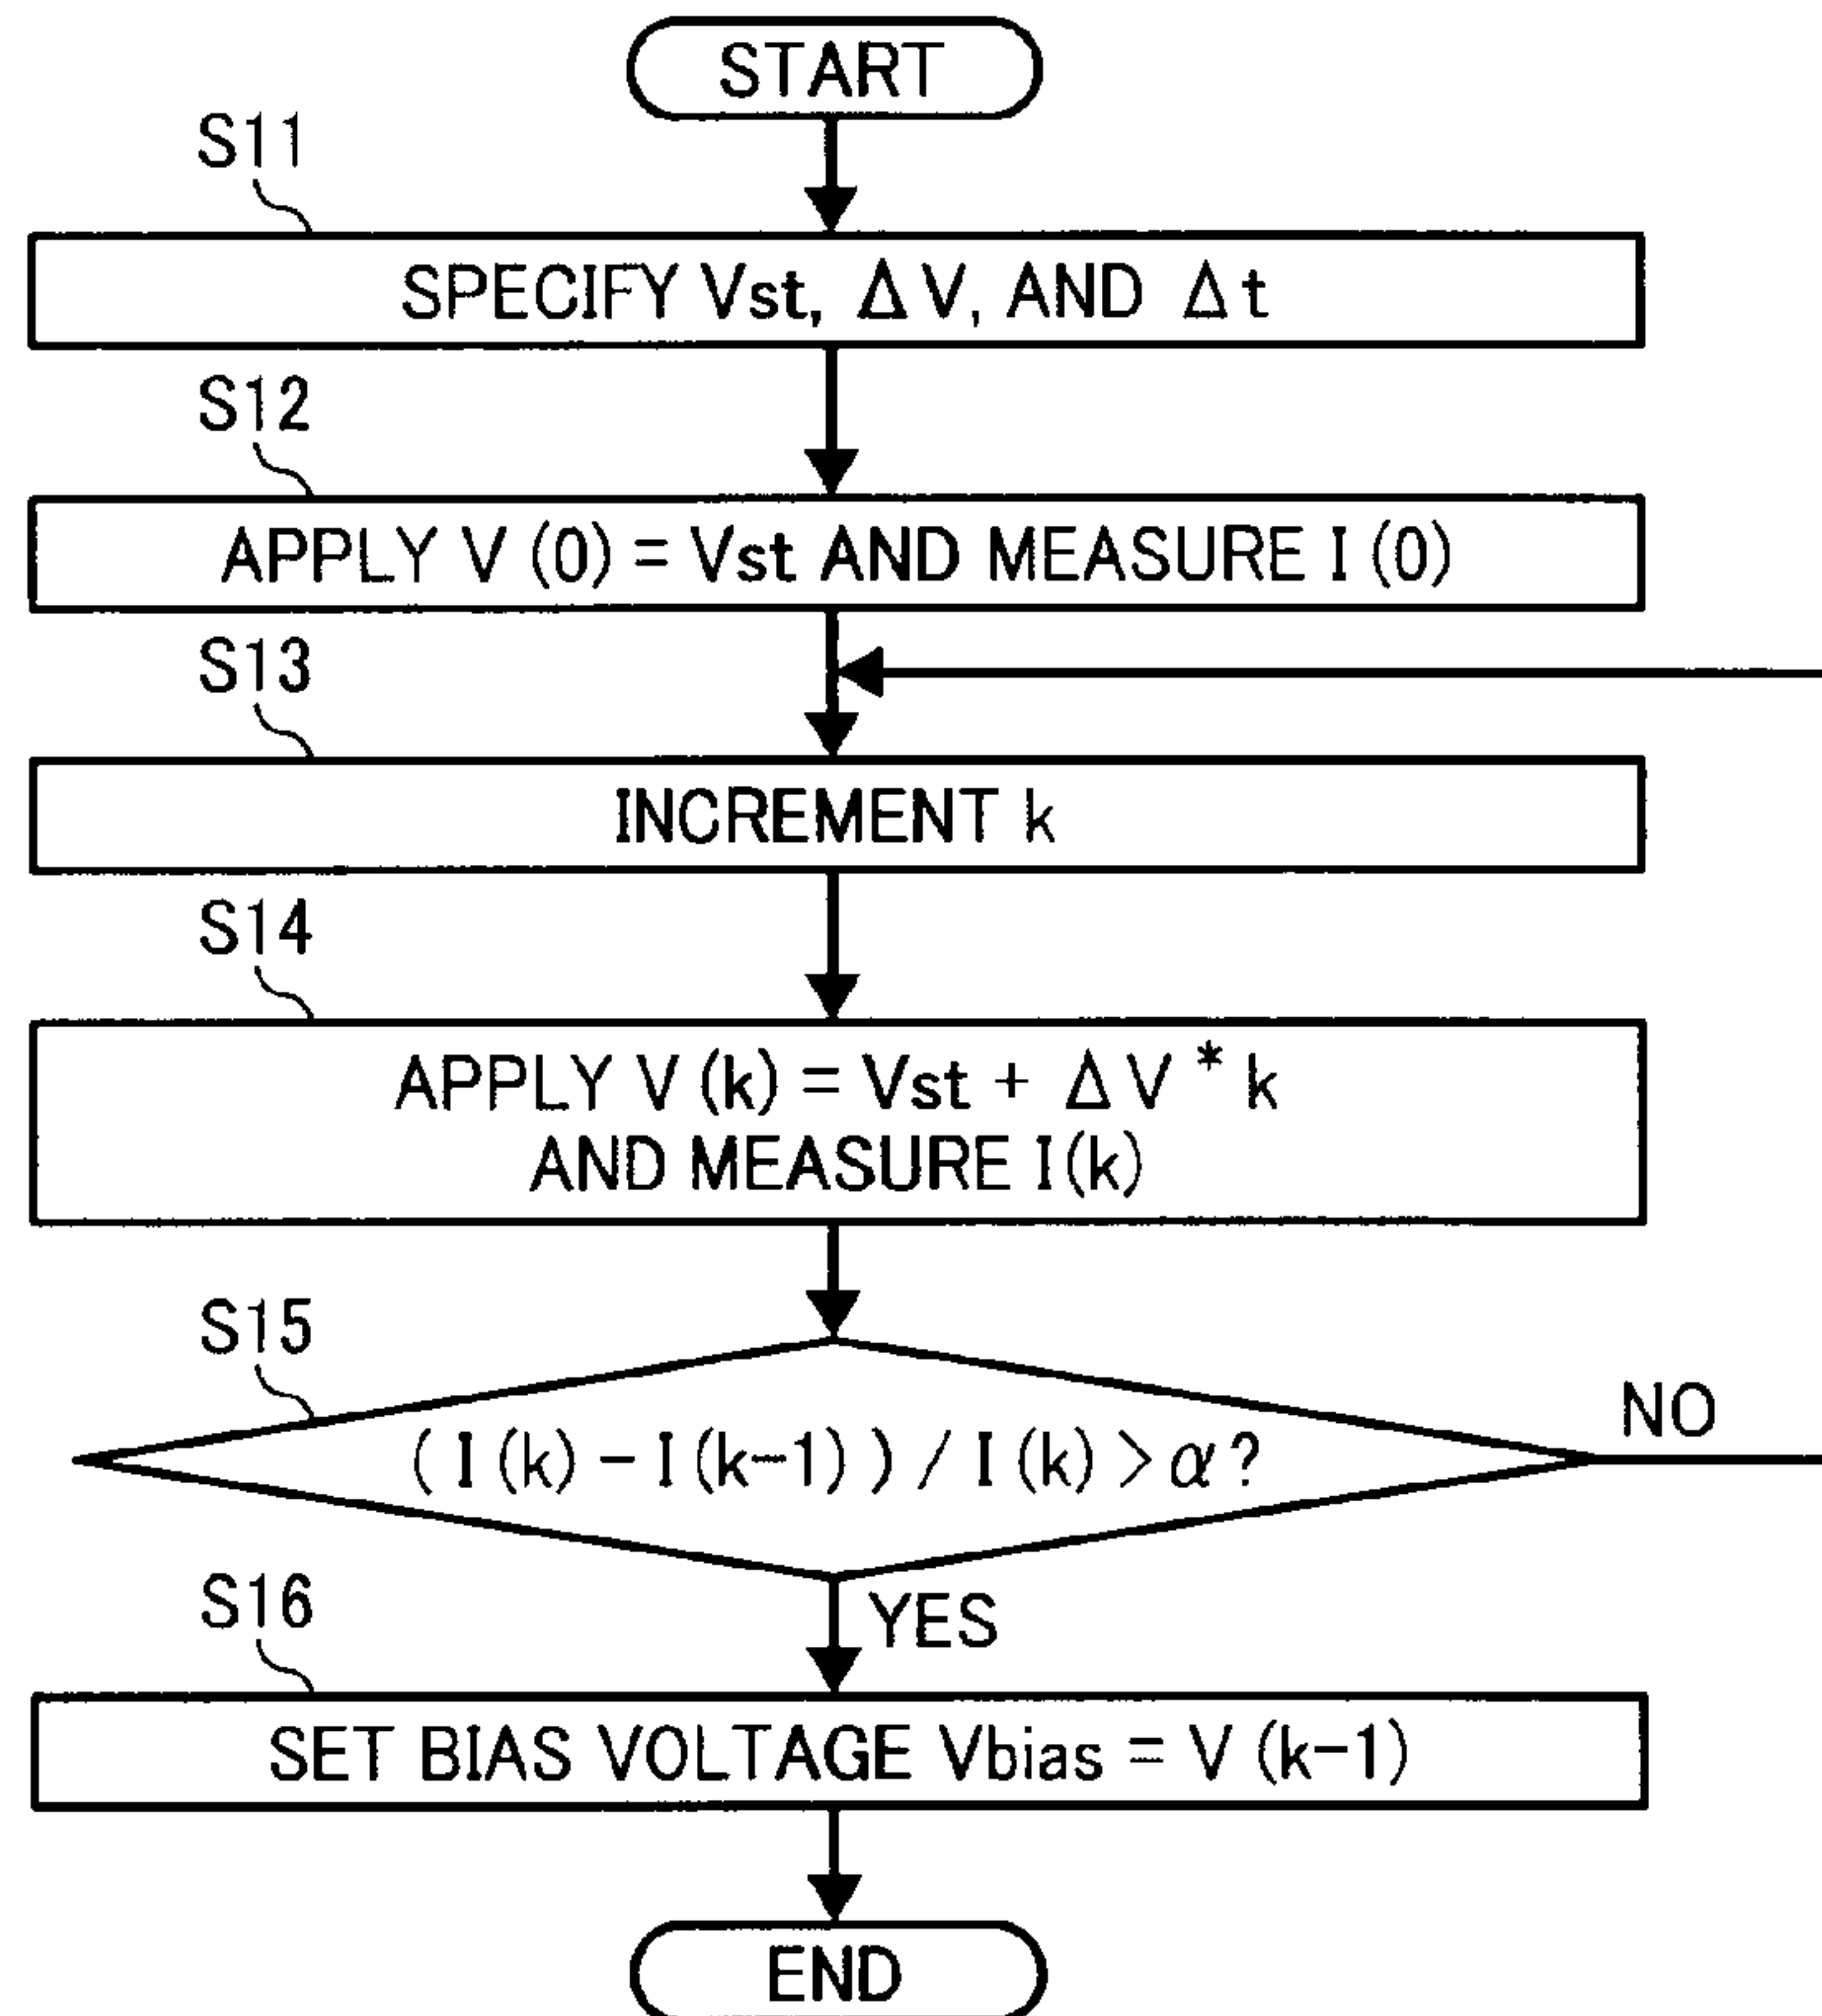 START
S11
SPECIFY Vst, ΔV, AND Δt
S12
APPLY V(0) = Vst AND MEASURE I(0)
S13
INCREMENT k
S14
APPLY V(k) = Vst + ΔV * k
AND MEASURE I(k)
S15
(I(k)-I(k-1))/I(k)>α?
NO
YES
S16
SET BIAS VOLTAGE Vbias = V(k-1)
END